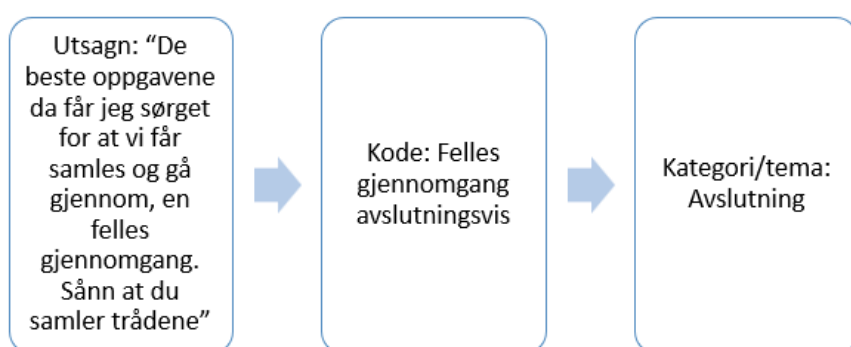 Utsagn: “De
beste oppgavene
da får jeg sørget
for at vi får
samles og gå
gjennom, en
felles
gjennomgang.
Sånn at du
samler trådene”
Kode: Felles
gjennomgang
avslutningsvis
Kategori/tema:
Avslutning